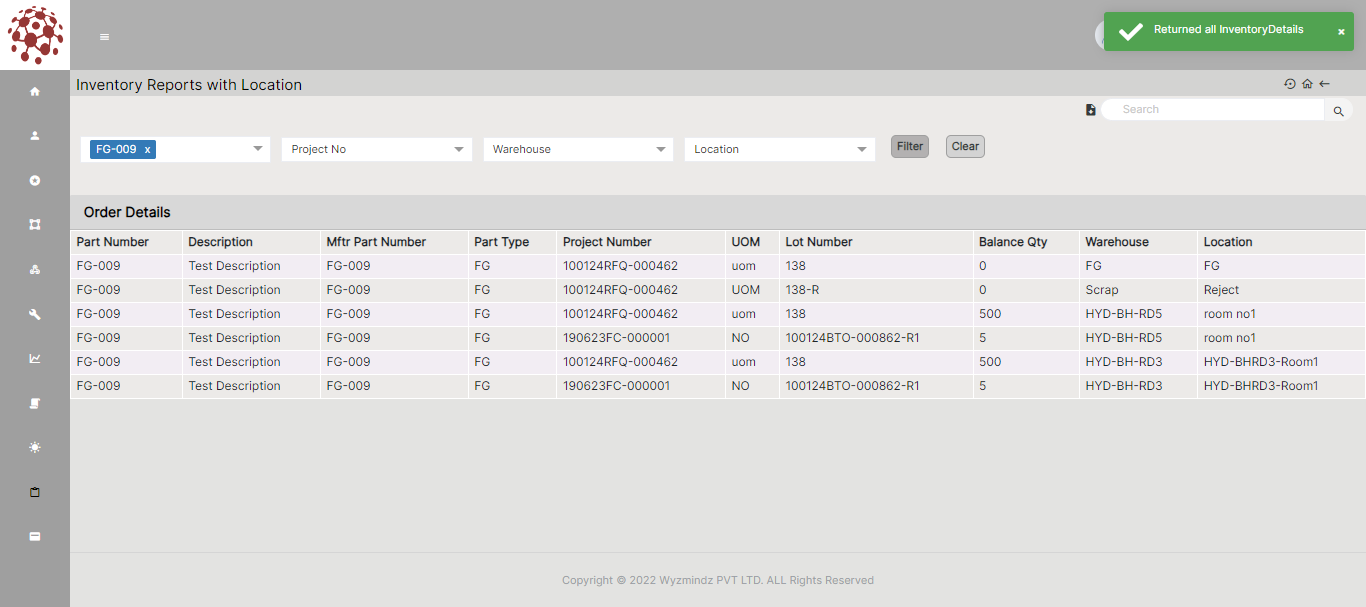 Returned all InventoryDetails ×
Inventory Reports with Location
Search
FG-009 x Project No Warehouse Location Filter Clear
Order Details
Part Number Description Mftr Part Number Part Type Project Number UOM Lot Number Balance Qty Warehouse Location
FG-009 Test Description FG-009 FG 100124RFQ-000462 uom 138 0 FG FG
FG-009 Test Description FG-009 FG 100124RFQ-000462 UOM 138-R 0 Scrap Reject
FG-009 Test Description FG-009 FG 100124RFQ-000462 uom 138 500 HYD-BH-RD5 room no1
FG-009 Test Description FG-009 FG 190623FC-000001 NO 100124BTO-000862-R1 5 HYD-BH-RD5 room no1
FG-009 Test Description FG-009 FG 100124RFQ-000462 uom 138 500 HYD-BH-RD3 HYD-BHRD3-Room1
FG-009 Test Description FG-009 FG 190623FC-000001 NO 100124BTO-000862-R1 5 HYD-BH-RD3 HYD-BHRD3-Room1
Copyright © 2022 Wyzmindz PVT LTD. ALL Rights Reserved